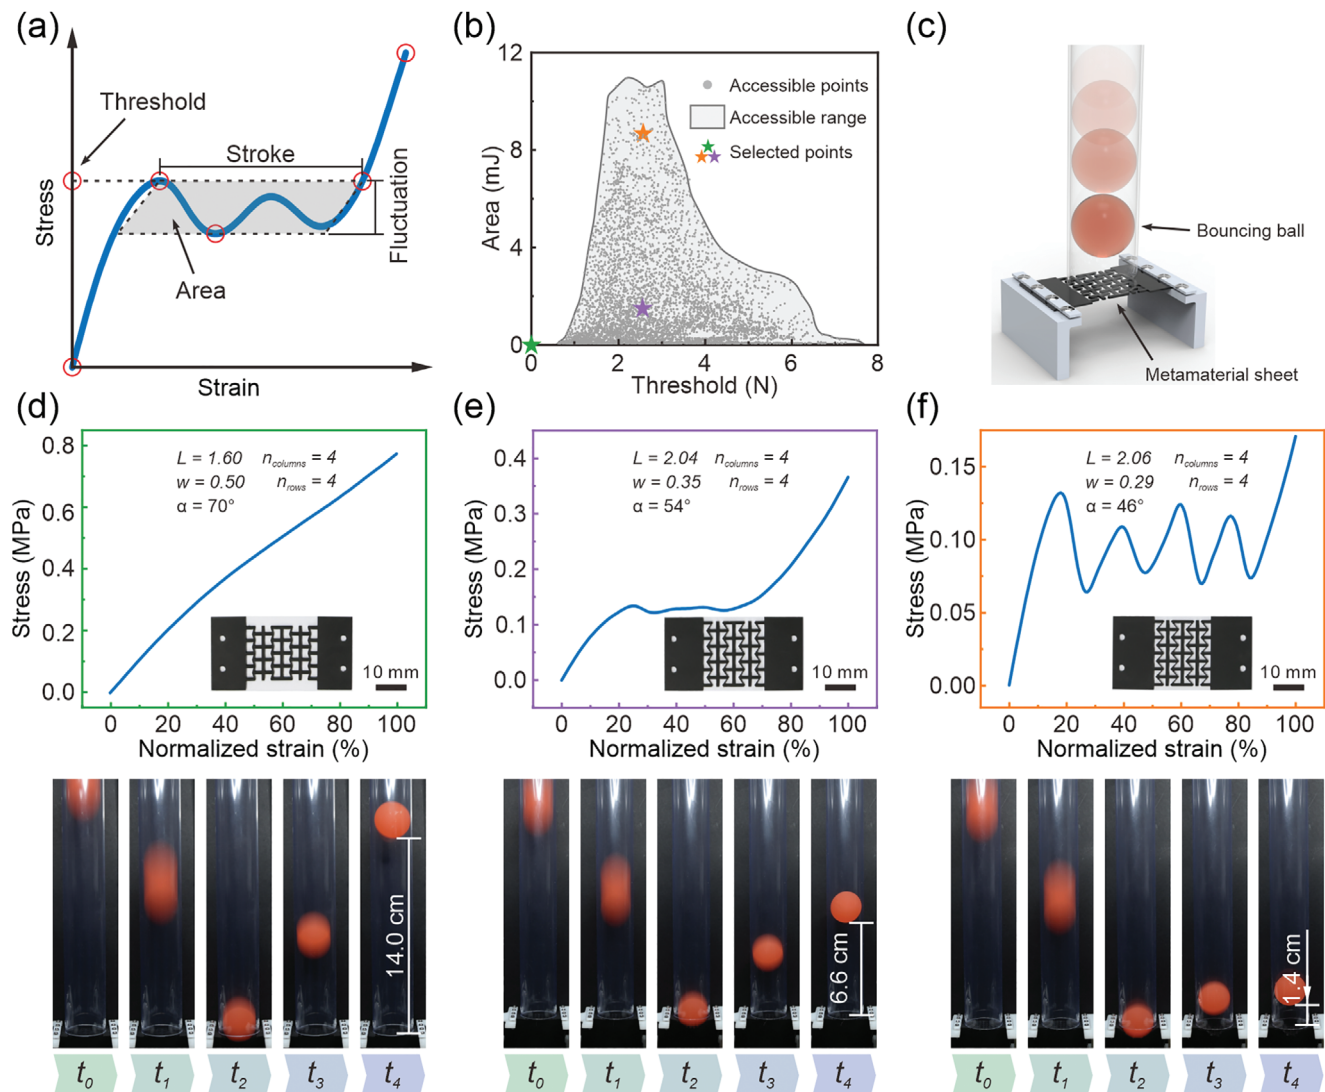 (a)
Threshold
Stroke
Stress
Fluctuation
Area
Strain
(b)
12
8
4
0
Area (mJ)
Accessible points
Accessible range
Selected points
0
2
4
6
8
Threshold (N)
(c)
Bouncing ball
Metamaterial sheet
(d)
0.8
0.6
0.4
0.2
0.0
Stress (MPa)
L = 1.60 n_columns = 4
w = 0.50 n_rows = 4
α = 70°
10 mm
0 20 40 60 80 100
Normalized strain (%)
14.0 cm
t0 t1 t2 t3 t4
(e)
0.4
0.3
0.2
0.1
0.0
Stress (MPa)
L = 2.04 n_columns = 4
w = 0.35 n_rows = 4
α = 54°
10 mm
0 20 40 60 80 100
Normalized strain (%)
6.6 cm
t0 t1 t2 t3 t4
(f)
0.15
0.10
0.05
0.00
Stress (MPa)
L = 2.06 n_columns = 4
w = 0.29 n_rows = 4
α = 46°
10 mm
0 20 40 60 80 100
Normalized strain (%)
1.4 cm
t0 t1 t2 t3 t4